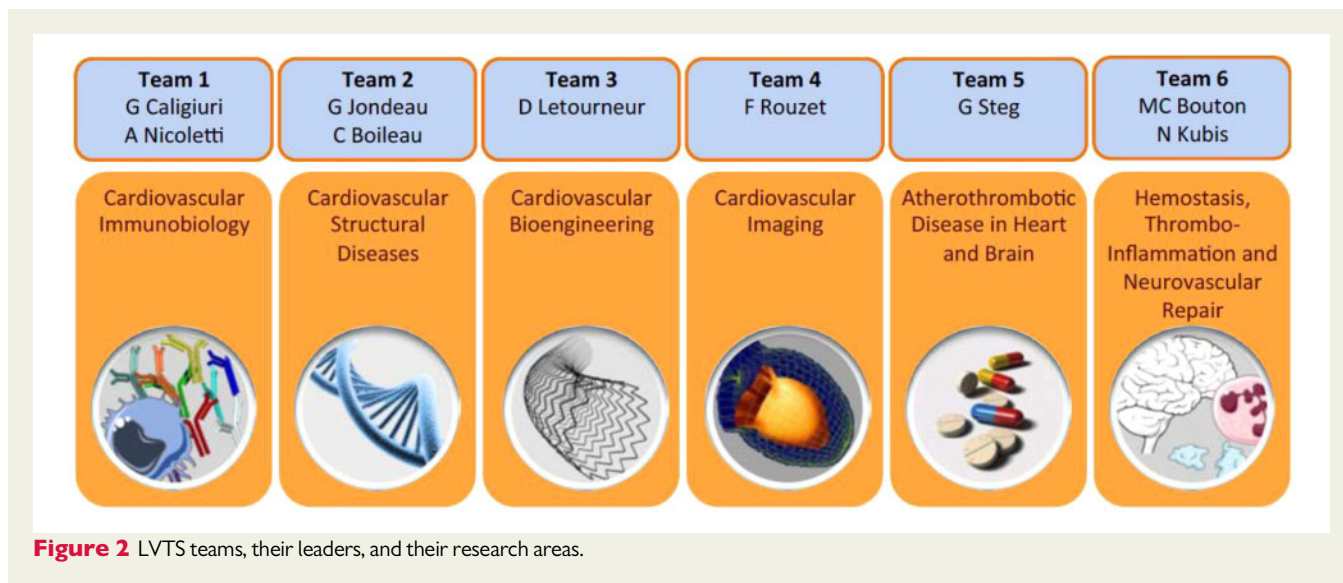 Team 1
G Caligiuri
A Nicoletti
Cardiovascular
Immunobiology
Team 2
G Jondeau
C Boileau
Cardiovascular
Structural
Diseases
Team 3
D Letourneur
Cardiovascular
Bioengineering
Team 4
F Rouzet
Cardiovascular
Imaging
Team 5
G Steg
Atherothrombotic
Disease in Heart
and Brain
Team 6
MC Bouton
N Kubis
Hemostasis,
Thrombo-
Inflammation and
Neurovascular
Repair
Figure 2 LVTS teams, their leaders, and their research areas.